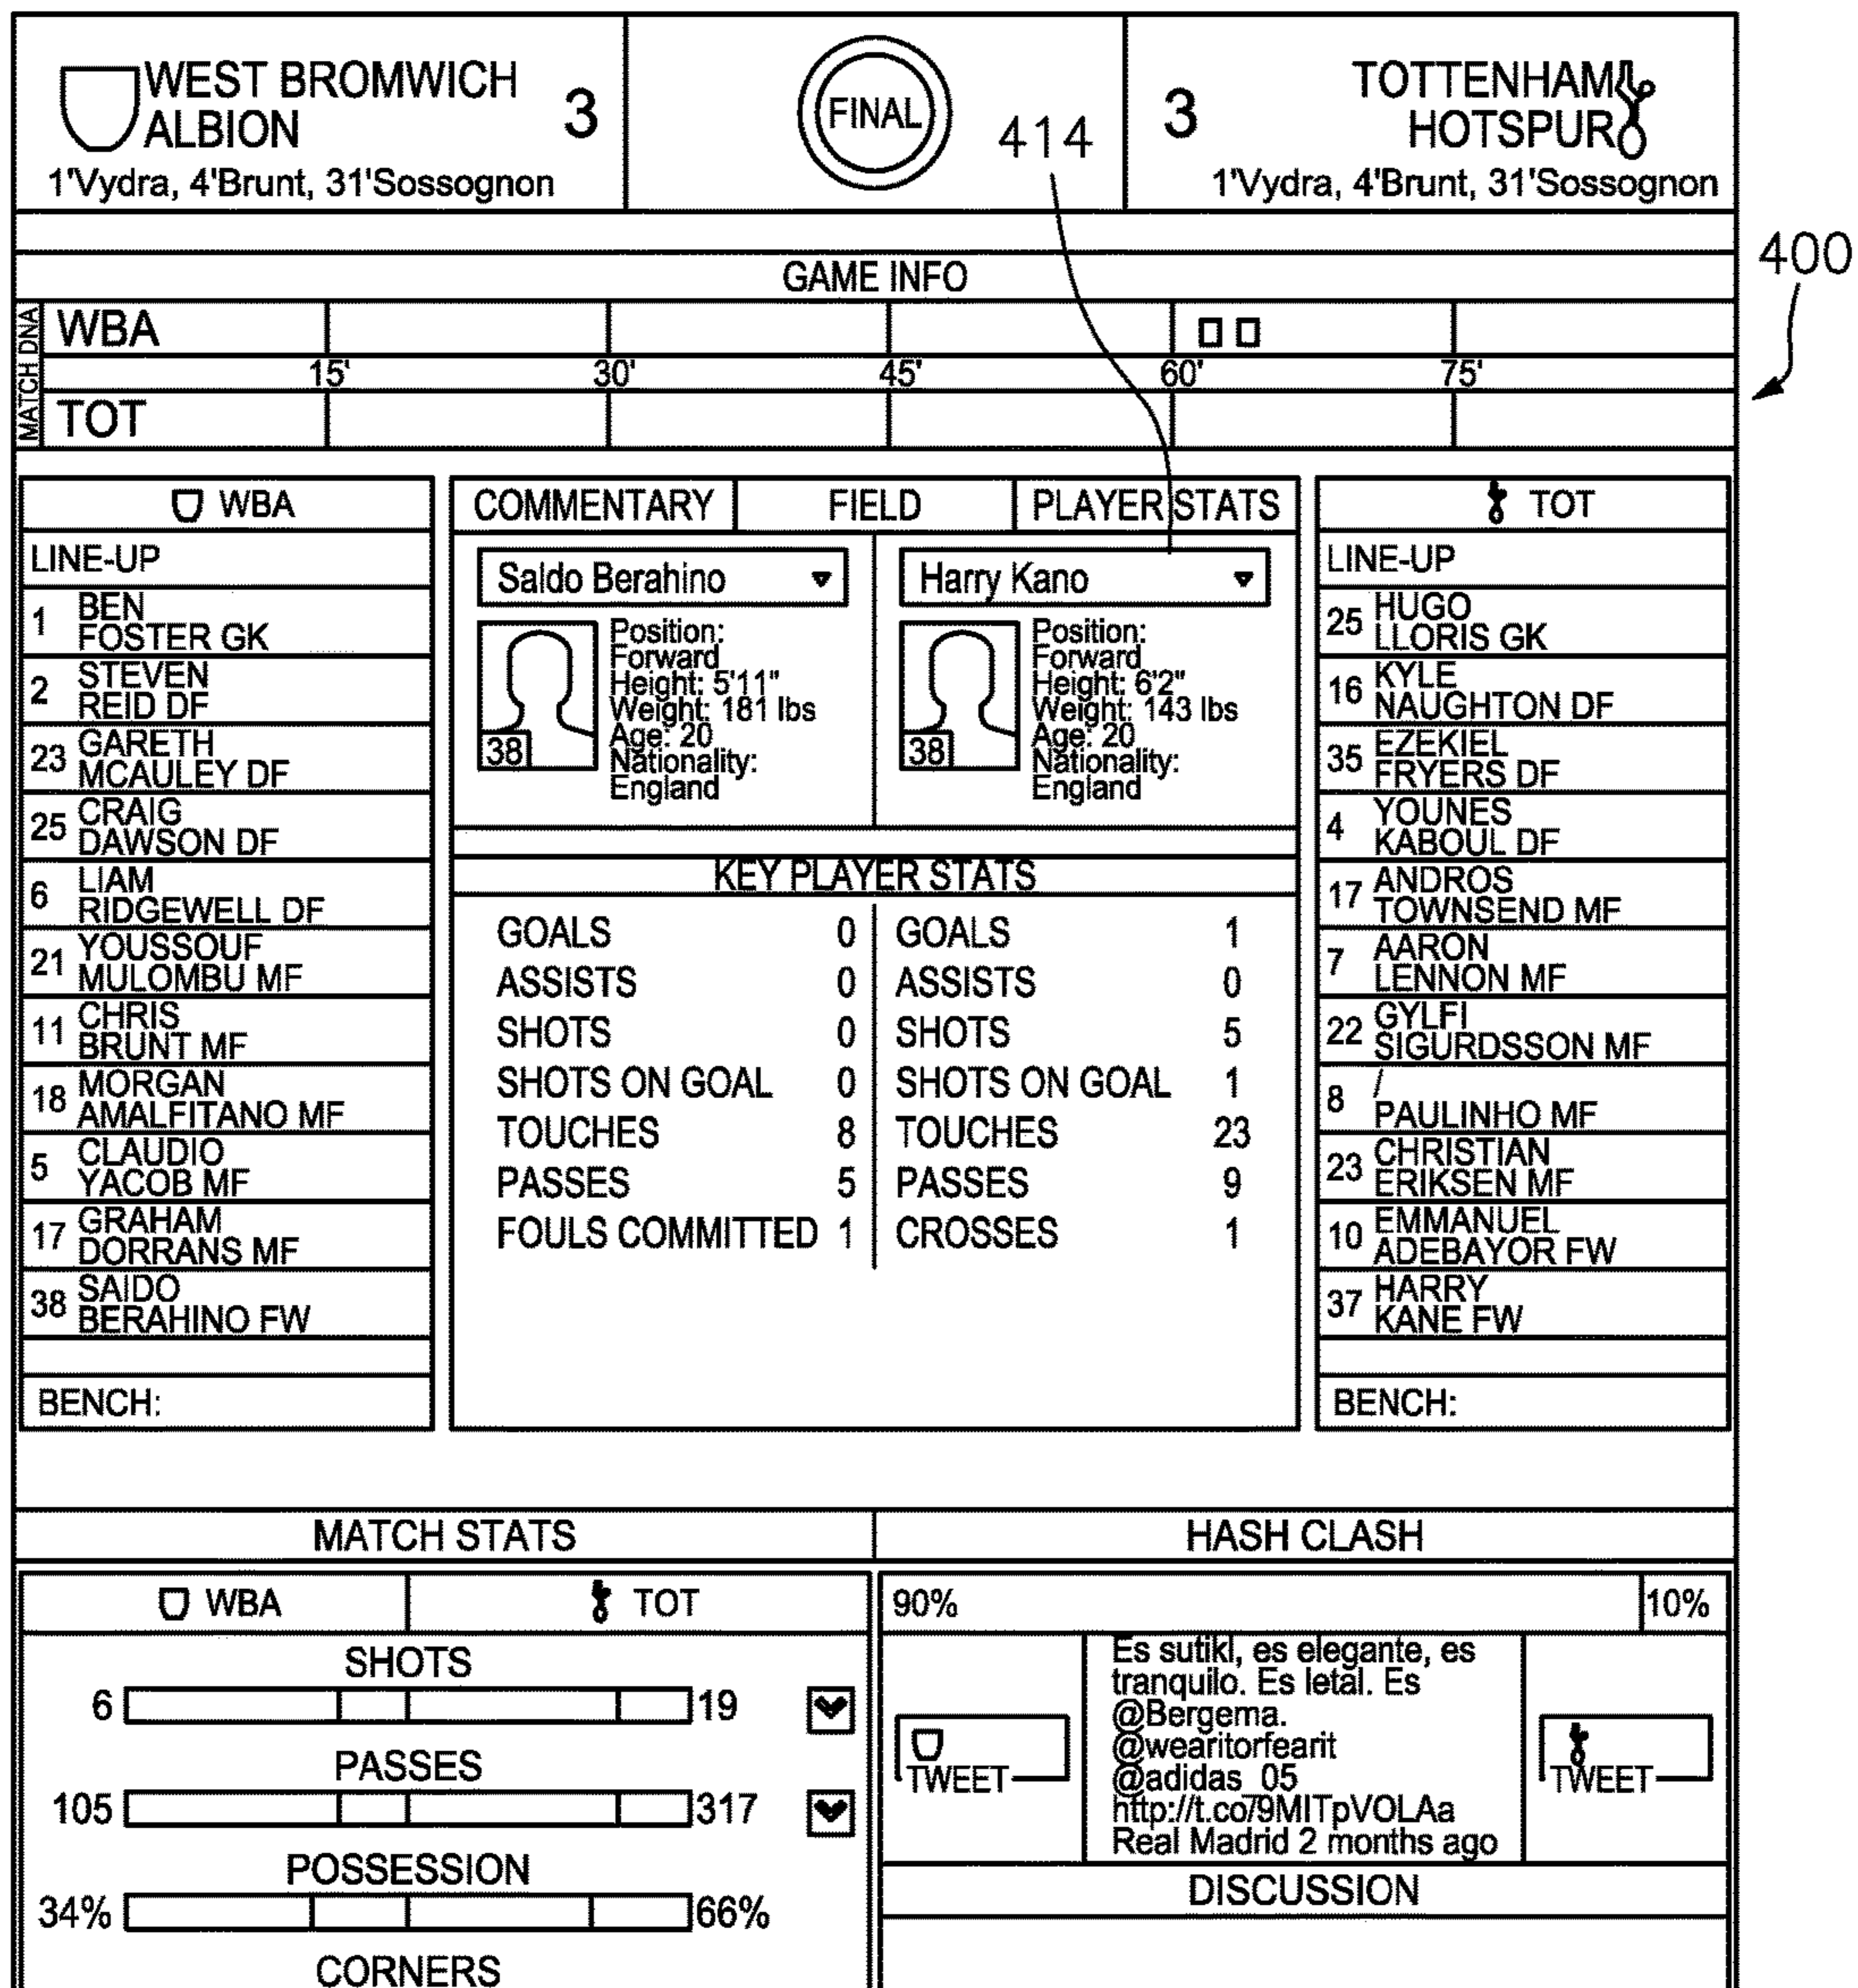 WEST BROMWICH
ALBION
3
1'Vydra, 4'Brunt, 31'Sossognon
FINAL
414
3
TOTTENHAM
HOTSPUR
1'Vydra, 4'Brunt, 31'Sossognon
400
GAME INFO
MATCH DNA
WBA
15' 30' 45' 60' 75'
TOT
WBA
LINE-UP
1 BEN
FOSTER GK
2 STEVEN
REID DF
23 GARETH
MCAULEY DF
25 CRAIG
DAWSON DF
6 LIAM
RIDGEWELL DF
21 YOUSSOUF
MULOMBU MF
11 CHRIS
BRUNT MF
18 MORGAN
AMALFITANO MF
5 CLAUDIO
YACOB MF
17 GRAHAM
DORRANS MF
38 SAIDO
BERAHINO FW
BENCH:
COMMENTARY FIELD PLAYER STATS
Saldo Berahino
38
Position:
Forward
Height: 5'11"
Weight: 181 lbs
Age: 20
Nationality:
England
Harry Kano
38
Position:
Forward
Height: 6'2"
Weight: 143 lbs
Age: 20
Nationality:
England
KEY PLAYER STATS
GOALS 0 GOALS 1
ASSISTS 0 ASSISTS 0
SHOTS 0 SHOTS 5
SHOTS ON GOAL 0 SHOTS ON GOAL 1
TOUCHES 8 TOUCHES 23
PASSES 5 PASSES 9
FOULS COMMITTED 1 CROSSES 1
TOT
LINE-UP
25 HUGO
LLORIS GK
16 KYLE
NAUGHTON DF
35 EZEKIEL
FRYERS DF
4 YOUNES
KABOUL DF
17 ANDROS
TOWNSEND MF
7 AARON
LENNON MF
22 GYLFI
SIGURDSSON MF
8 /
PAULINHO MF
23 CHRISTIAN
ERIKSEN MF
10 EMMANUEL
ADEBAYOR FW
37 HARRY
KANE FW
BENCH:
MATCH STATS
WBA TOT
SHOTS
6 19
PASSES
105 317
POSSESSION
34% 66%
CORNERS
HASH CLASH
90% 10%
TWEET
Es sutikl, es elegante, es
tranquilo. Es letal. Es
@Bergema.
@wearitorfearit
@adidas_05
http://t.co/9MITpVOLAa
Real Madrid 2 months ago
TWEET
DISCUSSION